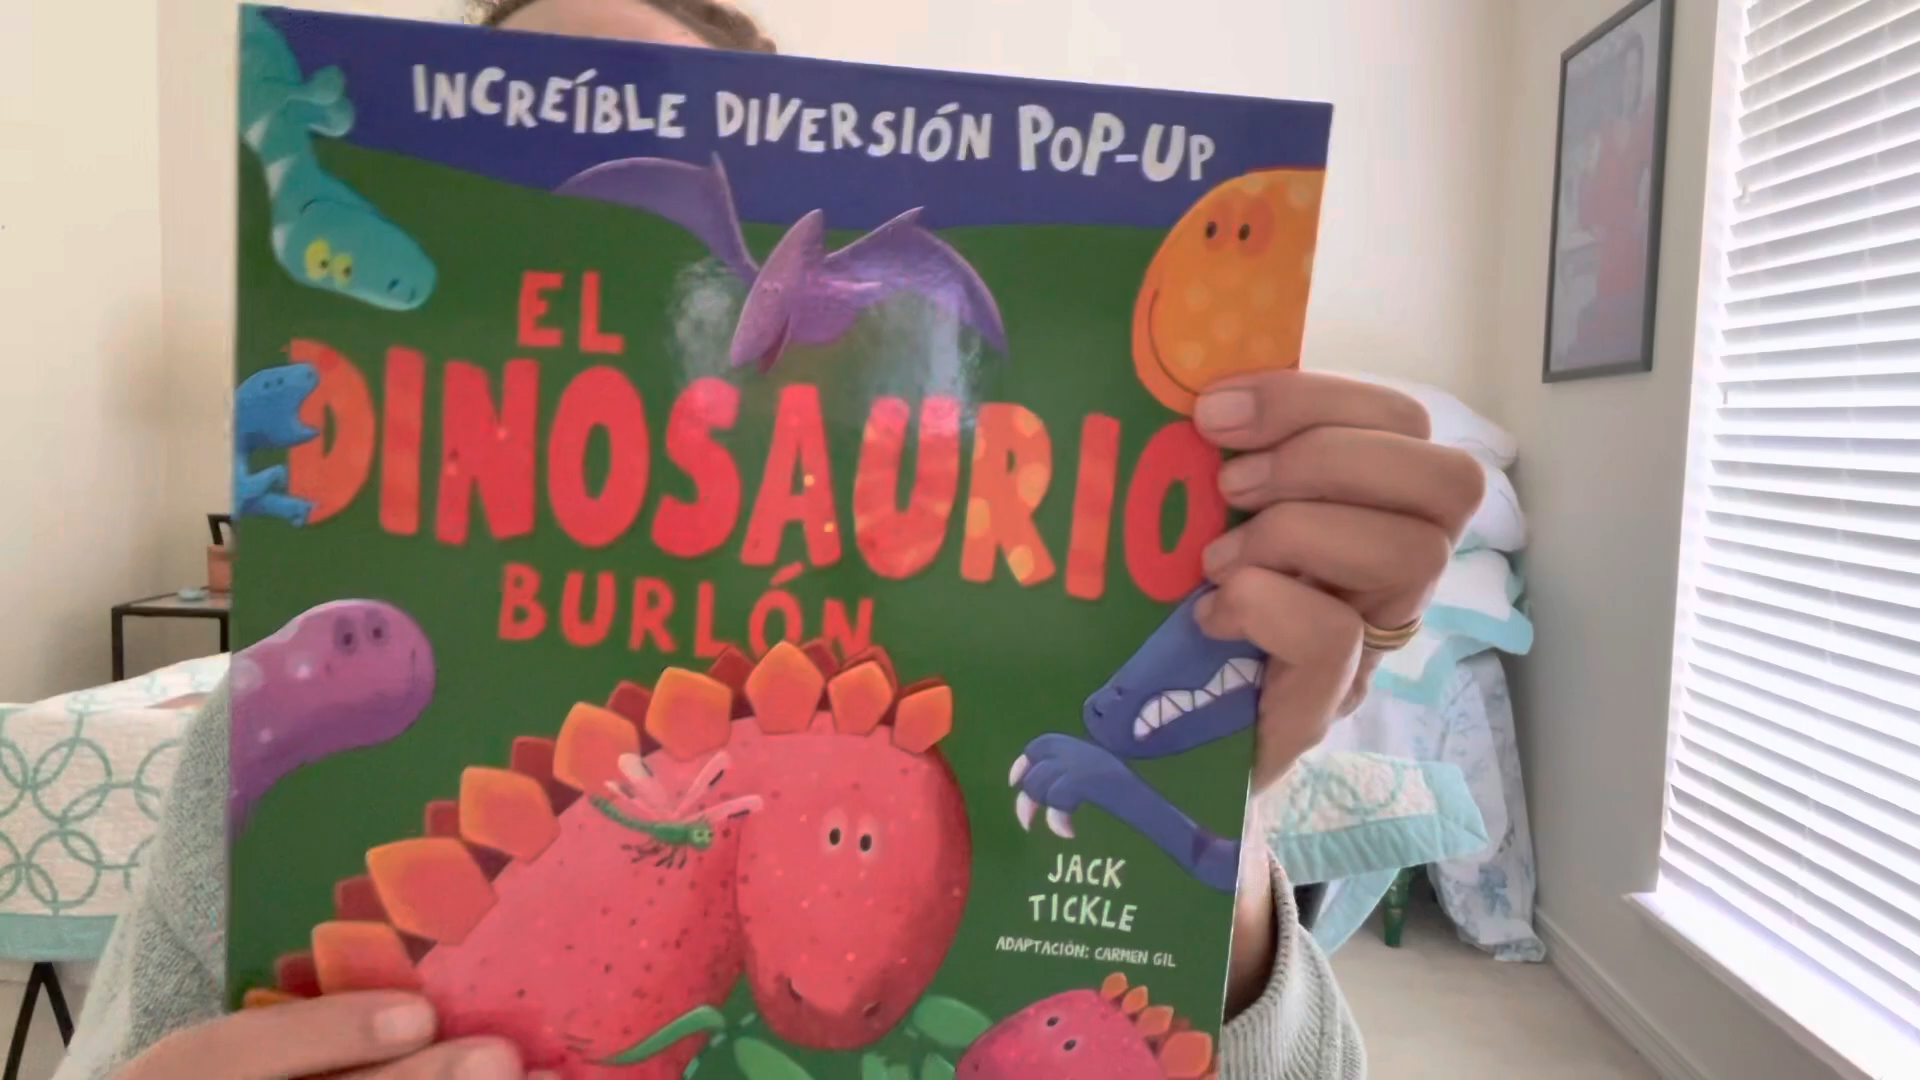 INCREÍBLE DIVERSIÓN POP-UP
EL
DINOSAURIO
BURLÓN
JACK
TICKLE
ADAPTACIÓN: CARMEN GIL